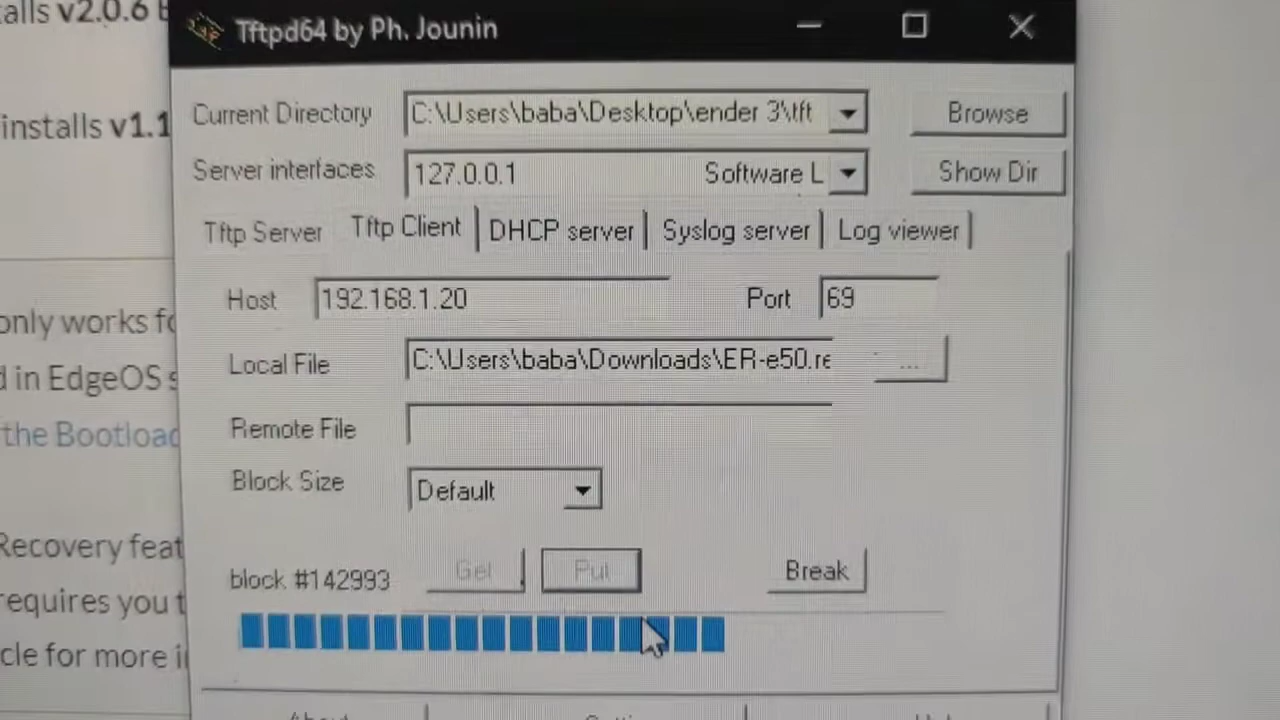 alls v2.0.6 b
Tftpd64 by Ph. Jounin
Current Directory C:\Users\baba\Desktop\ender 3\tft Browse
installs v1.1
Server interfaces 127.0.0.1 Software L Show Dir
Tftp Server Tftp Client DHCP server Syslog server Log viewer
Host 192.168.1.20 Port 69
only works fo
Local File C:\Users\baba\Downloads\ER-e50.re ...
d in EdgeOS s
Remote File
the Bootload
Block Size Default
Recovery feat
block #142993 Get Put Break
requires you t
cle for more i
About